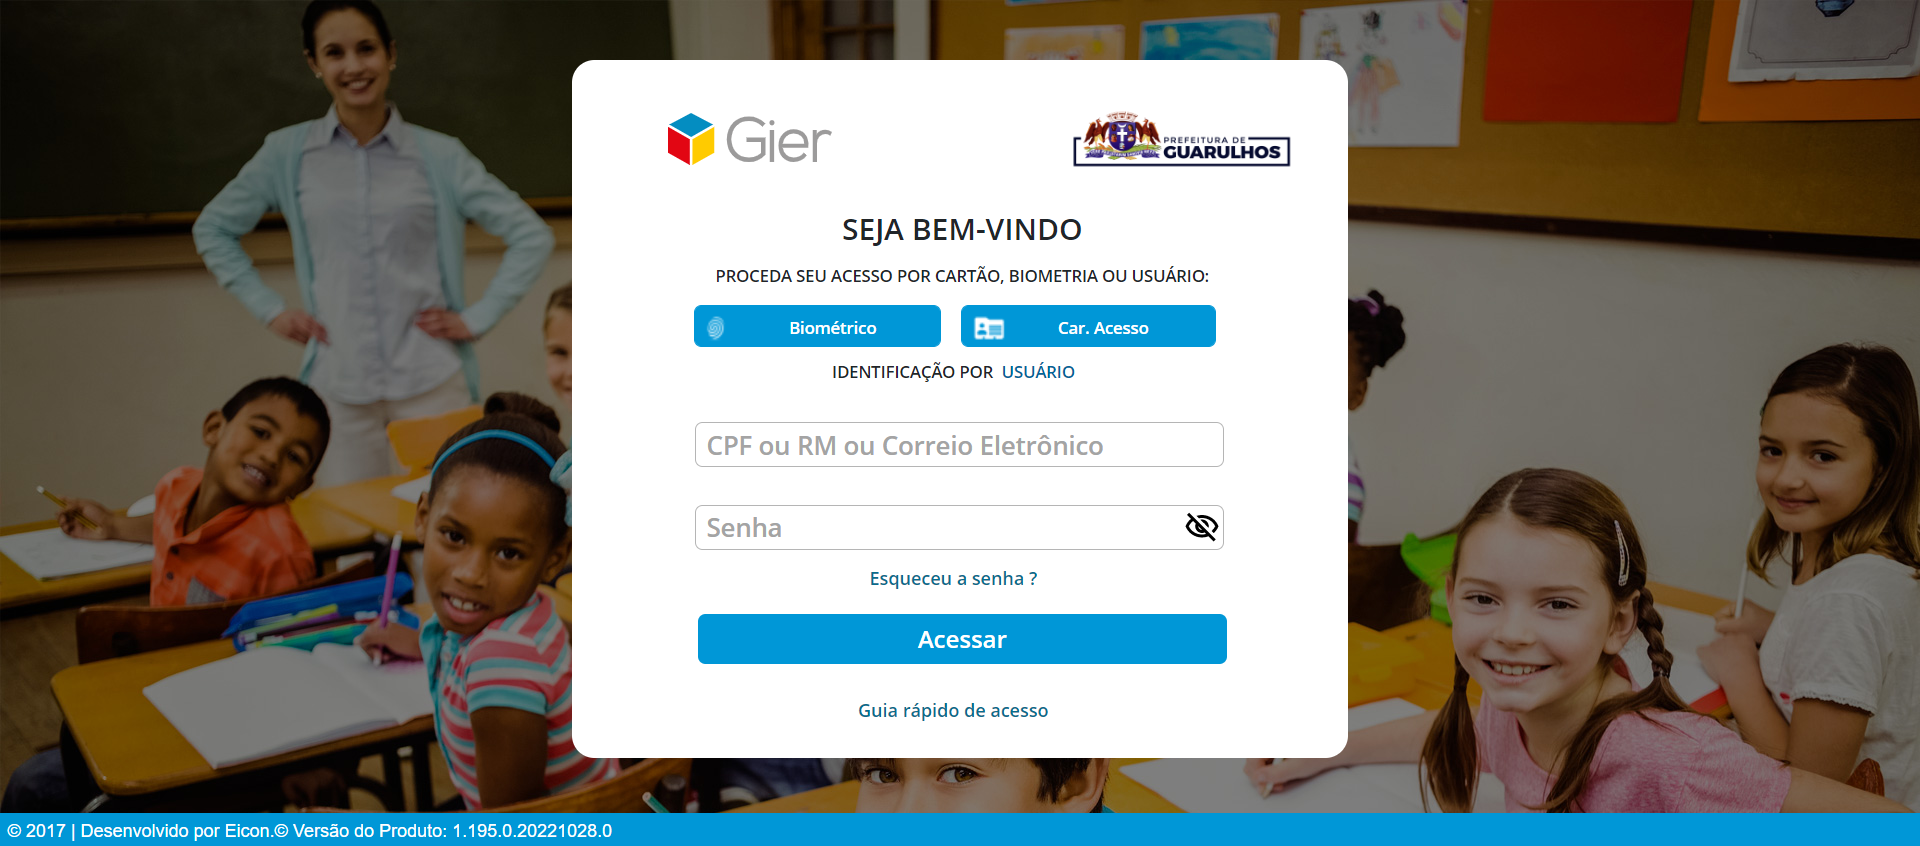 Gier
PREFEITURA DE
GUARULHOS
SEJA BEM-VINDO
PROCEDA SEU ACESSO POR CARTÃO, BIOMETRIA OU USUÁRIO:
Biométrico
Car. Acesso
IDENTIFICAÇÃO POR USUÁRIO
CPF ou RM ou Correio Eletrônico
Senha
Esqueceu a senha ?
Acessar
Guia rápido de acesso
© 2017 | Desenvolvido por Eicon.© Versão do Produto: 1.195.0.20221028.0